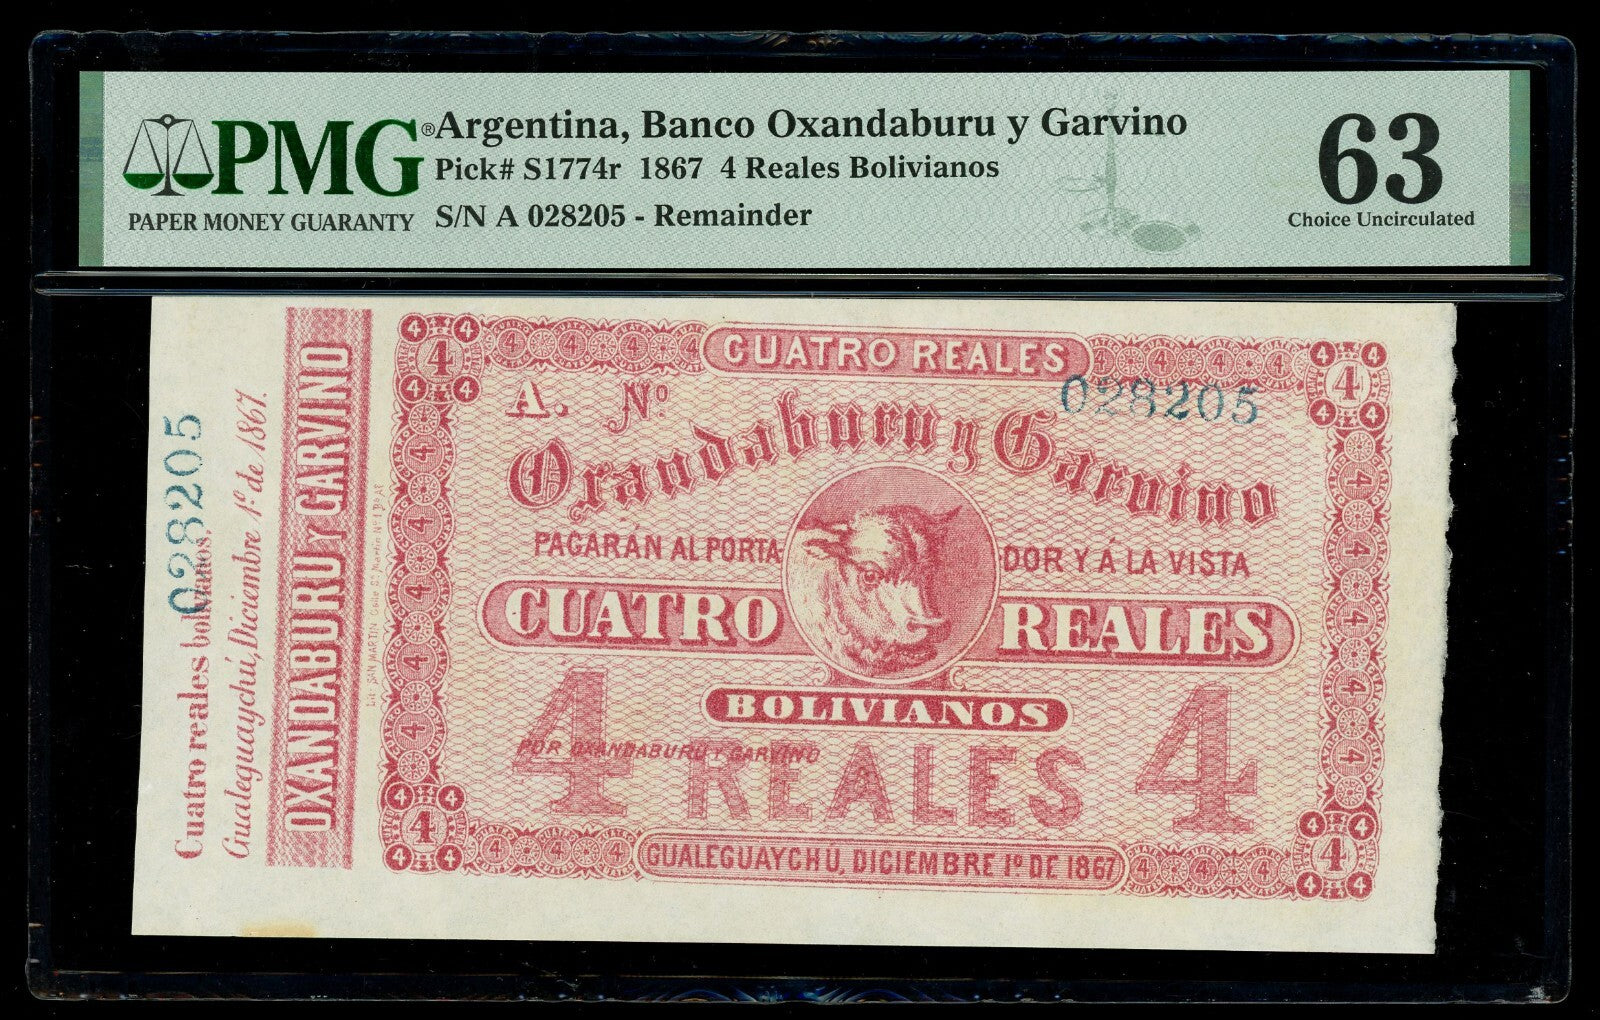 PMG®
PAPER MONEY GUARANTY
Argentina, Banco Oxandaburu y Garvino
Pick# S1774r 1867 4 Reales Bolivianos
S/N A 028205 - Remainder
63
Choice Uncirculated
028205
Cuatro reales bolivianos,
Gualeguaychú, Diciembre 1º de 1867.
OXANDABURU Y GARVINO
CUATRO REALES
A. Nº 028205
Oxandaburu y Garvino
PAGARÁN AL PORTADOR Y Á LA VISTA
CUATRO REALES
BOLIVIANOS
POR OXANDABURU Y GARVINO
4 REALES 4
GUALEGUAYCHÚ, DICIEMBRE 1º DE 1867